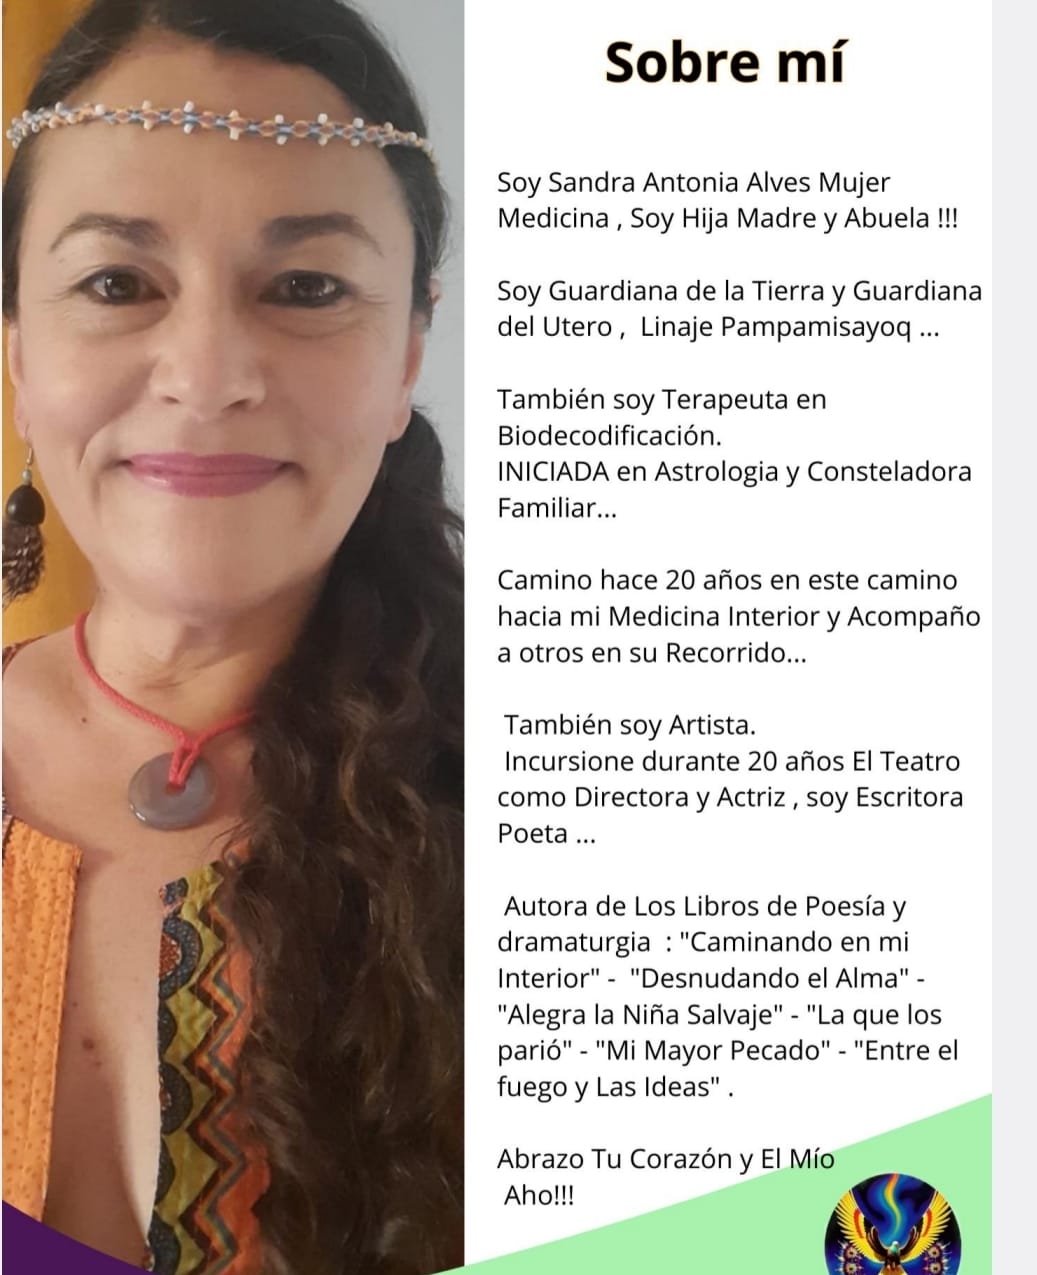 Sobre mí
Soy Sandra Antonia Alves Mujer
Medicina , Soy Hija Madre y Abuela !!!
Soy Guardiana de la Tierra y Guardiana
del Utero ,  Linaje Pampamisayoq ...
También soy Terapeuta en
Biodecodificación.
INICIADA en Astrologia y Consteladora
Familiar...
Camino hace 20 años en este camino
hacia mi Medicina Interior y Acompaño
a otros en su Recorrido...
También soy Artista.
Incursione durante 20 años El Teatro
como Directora y Actriz , soy Escritora
Poeta ...
Autora de Los Libros de Poesía y
dramaturgia  : "Caminando en mi
Interior" -  "Desnudando el Alma" -
"Alegra la Niña Salvaje" - "La que los
parió" - "Mi Mayor Pecado" - "Entre el
fuego y Las Ideas" .
Abrazo Tu Corazón y El Mío
Aho!!!